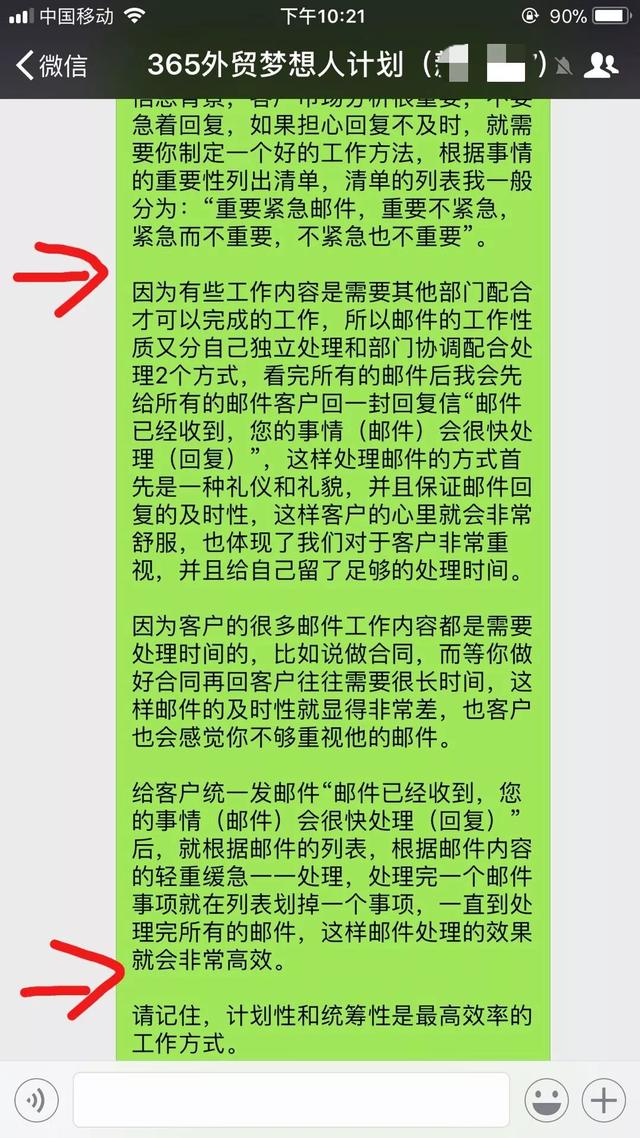 中国移动
下午10:21
90%
微信
365外贸梦想人计划（
）
急着回复，如果担心回复不及时，就需
要你制定一个好的工作方法，根据事情
的重要性列出清单，清单的列表我一般
分为：“重要紧急邮件，重要不紧急，
紧急而不重要，不紧急也不重要”。
因为有些工作内容是需要其他部门配合
才可以完成的工作，所以邮件的工作性
质又分自己独立处理和部门协调配合处
理2个方式，看完所有的邮件后我会先
给所有的邮件客户回一封回复信“邮件
已经收到，您的事情（邮件）会很快处
理（回复）”，这样处理邮件的方式首
先是一种礼仪和礼貌，并且保证邮件回
复的及时性，这样客户的心里就会非常
舒服，也体现了我们对于客户非常重
视，并且给自己留了足够的处理时间。
因为客户的很多邮件工作内容都是需要
处理时间的，比如说做合同，而等你做
好合同再回客户往往需要很长时间，这
样邮件的及时性就显得非常差，也客户
也会感觉你不够重视他的邮件。
给客户统一发邮件“邮件已经收到，您
的事情（邮件）会很快处理（回复）”
后，就根据邮件的列表，根据邮件内容
的轻重缓急一一处理，处理完一个邮件
事项就在列表划掉一个事项，一直到处
理完所有的邮件，这样邮件处理的效果
就会非常高效。
请记住，计划性和统筹性是最高效率的
工作方式。